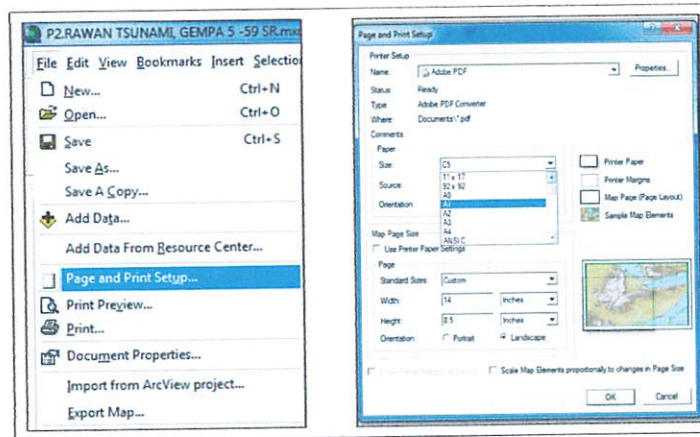 P2.RAWAN TSUNAMI, GEMPA 5 -59 SR.mx
File Edit View Bookmarks Insert Selectio
New... Ctrl+N
Open... Ctrl+O
Save Ctrl+S
Save As...
Save A Copy...
Add Data...
Add Data From Resource Center...
Page and Print Setup...
Print Preview...
Print...
Document Properties...
Import from ArcView project...
Export Map...
Page and Print Setup
Printer Setup
Name: Adobe PDF Properties...
Status: Ready
Type: Adobe PDF Converter
Where: Documents\*.pdf
Comments
Paper
Size: C5
11 x 17
92 x 92
A0
A1
A2
A3
A4
ANSI C
Source:
Orientation
Printer Paper
Printer Margins
Map Page (Page Layout)
Sample Map Elements
Map Page Size
Use Printer Paper Settings
Page
Standard Sizes: Custom
Width: 14 Inches
Height: 8.5 Inches
Orientation Portrait Landscape
Scale Map Elements proportionally to changes in Page Size
OK Cancel